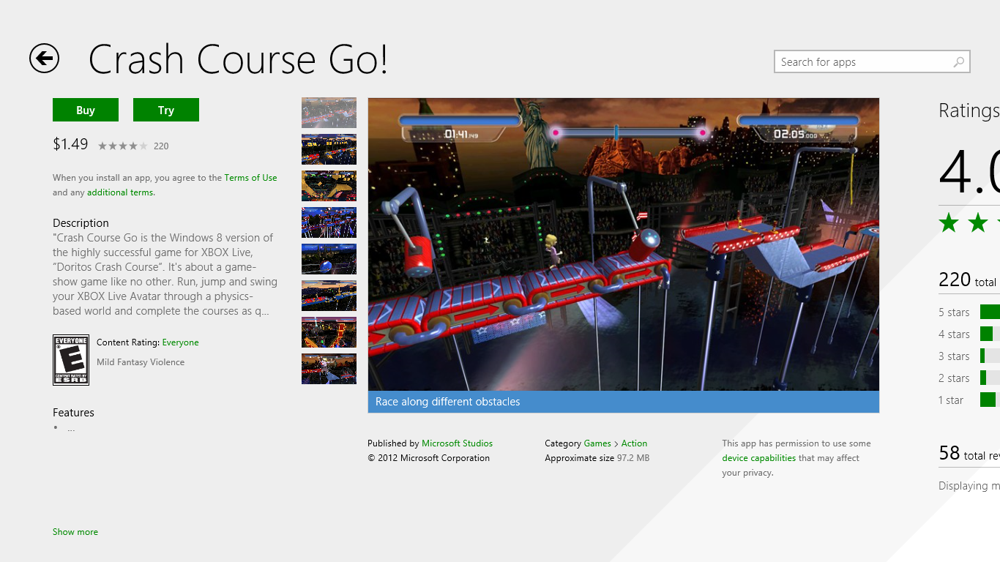 Crash Course Go!
Search for apps
Buy
Try
$1.49
220
When you install an app, you agree to the Terms of Use
and any additional terms.
Description
"Crash Course Go is the Windows 8 version of
the highly successful game for XBOX Live,
“Doritos Crash Course”. It's about a game-
show game like no other. Run, jump and swing
your XBOX Live Avatar through a physics-
based world and complete the courses as q...
EVERYONE
E
CONTENT RATED BY
ESRB
Content Rating: Everyone
Mild Fantasy Violence
Features
• ...
Show more
01:41.149
02:05.000
Race along different obstacles
Published by Microsoft Studios
© 2012 Microsoft Corporation
Category Games > Action
Approximate size 97.2 MB
This app has permission to use some
device capabilities that may affect
your privacy.
Ratings
4.0
220 total
5 stars
4 stars
3 stars
2 stars
1 star
58 total re
Displaying m